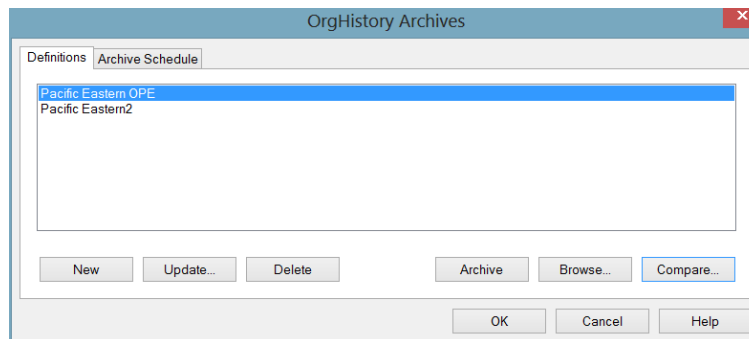 OrgHistory Archives
Definitions Archive Schedule
Pacific Eastern OPE
Pacific Eastern2
New Update... Delete Archive Browse... Compare...
OK Cancel Help